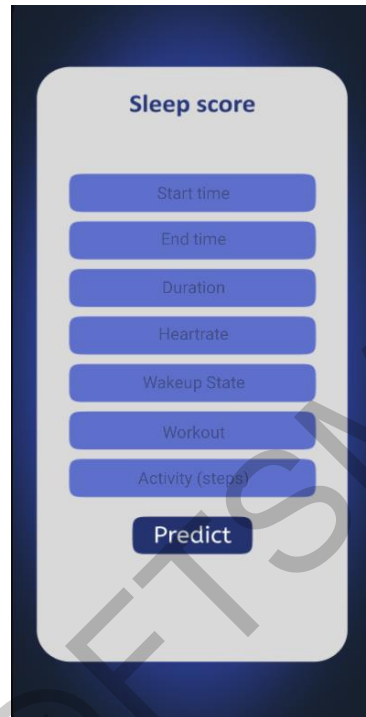 Sleep score
Start time
End time
Duration
Heartrate
Wakeup State
Workout
Activity (steps)
Predict